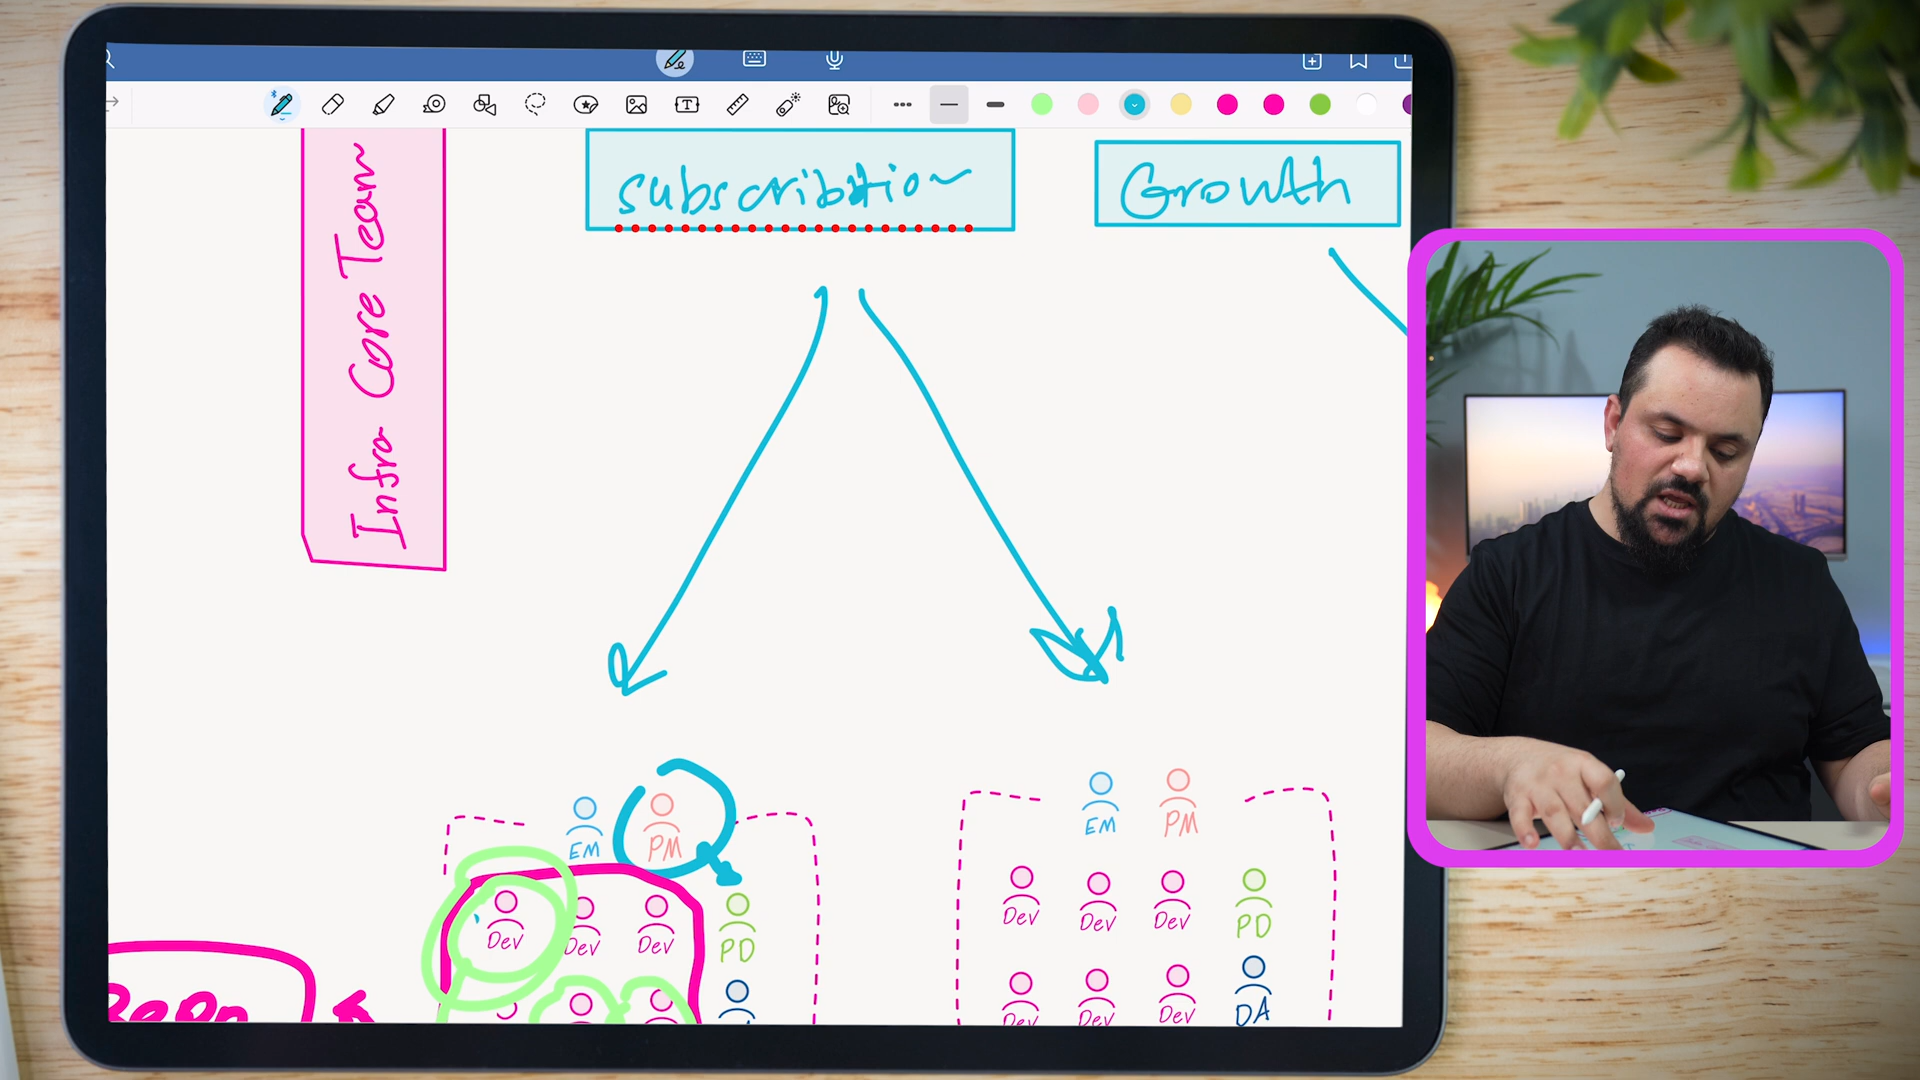 Infra Core Team
subscribtion
Growth
EM PM
Dev Dev Dev PD
EM PM
Dev Dev Dev PD
Dev Dev Dev DA